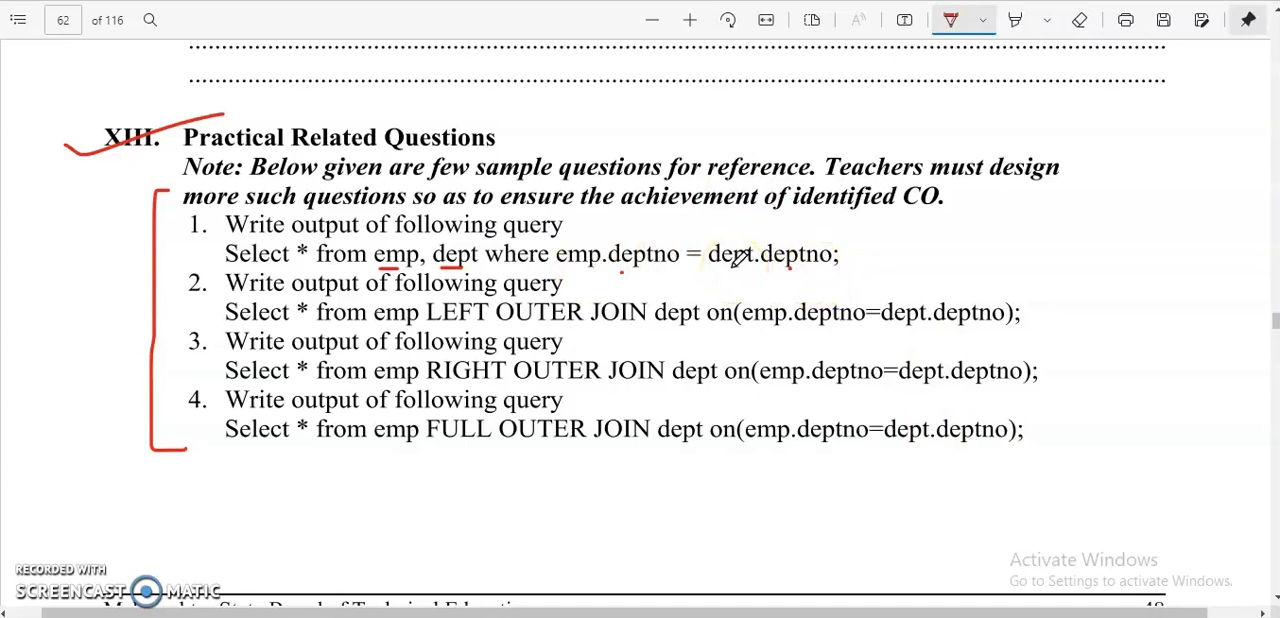 62 of 116
XIII. Practical Related Questions
Note: Below given are few sample questions for reference. Teachers must design
more such questions so as to ensure the achievement of identified CO.
1. Write output of following query
Select * from emp, dept where emp.deptno = dept.deptno;
2. Write output of following query
Select * from emp LEFT OUTER JOIN dept on(emp.deptno=dept.deptno);
3. Write output of following query
Select * from emp RIGHT OUTER JOIN dept on(emp.deptno=dept.deptno);
4. Write output of following query
Select * from emp FULL OUTER JOIN dept on(emp.deptno=dept.deptno);
Activate Windows
Go to Settings to activate Windows.
RECORDED WITH
SCREENCAST MATIC